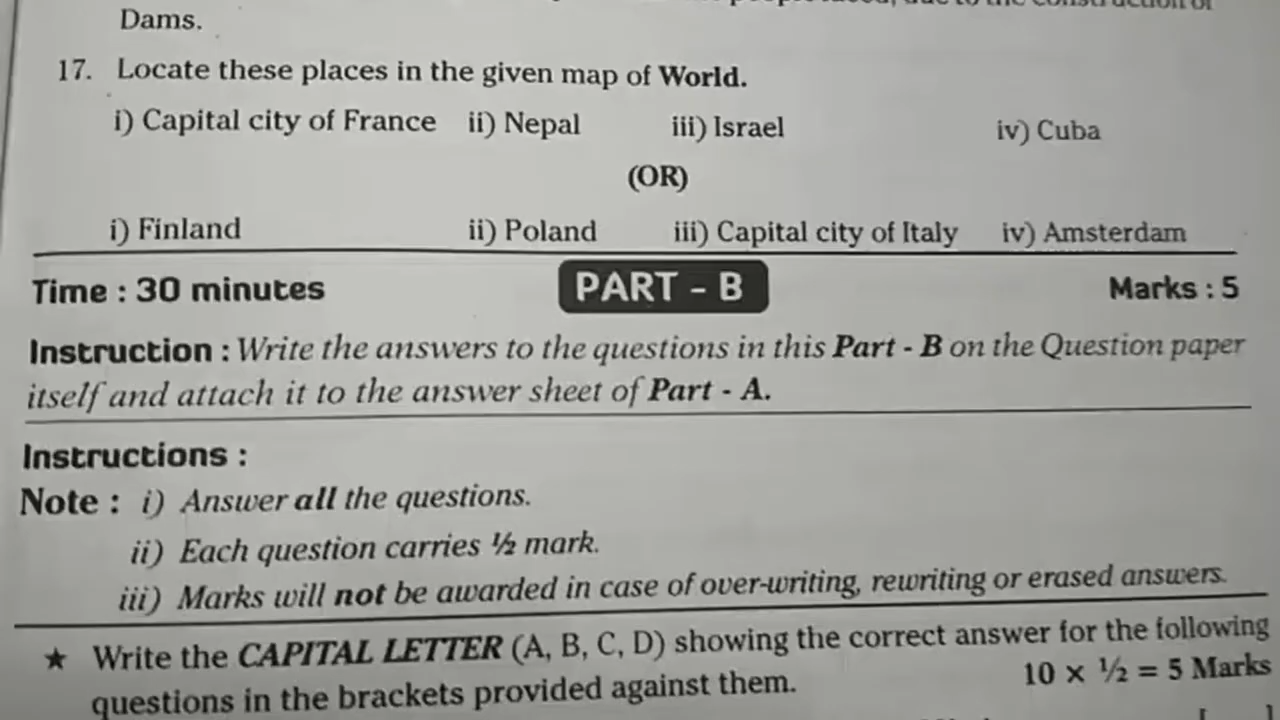 Dams.
17. Locate these places in the given map of World.
i) Capital city of France ii) Nepal iii) Israel iv) Cuba
(OR)
i) Finland ii) Poland iii) Capital city of Italy iv) Amsterdam
Time : 30 minutes PART - B Marks : 5
Instruction : Write the answers to the questions in this Part - B on the Question paper
itself and attach it to the answer sheet of Part - A.
Instructions :
Note : i) Answer all the questions.
ii) Each question carries ½ mark.
iii) Marks will not be awarded in case of over-writing, rewriting or erased answers.
★ Write the CAPITAL LETTER (A, B, C, D) showing the correct answer for the following
questions in the brackets provided against them. 10 × ½ = 5 Marks